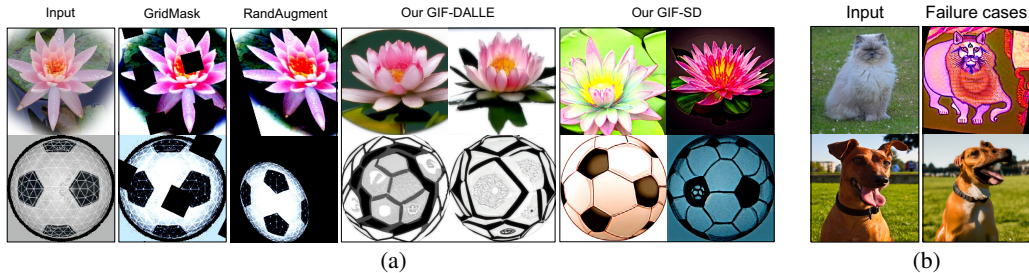 Input GridMask RandAugment Our GIF-DALLE Our GIF-SD Input Failure cases
(a) (b)